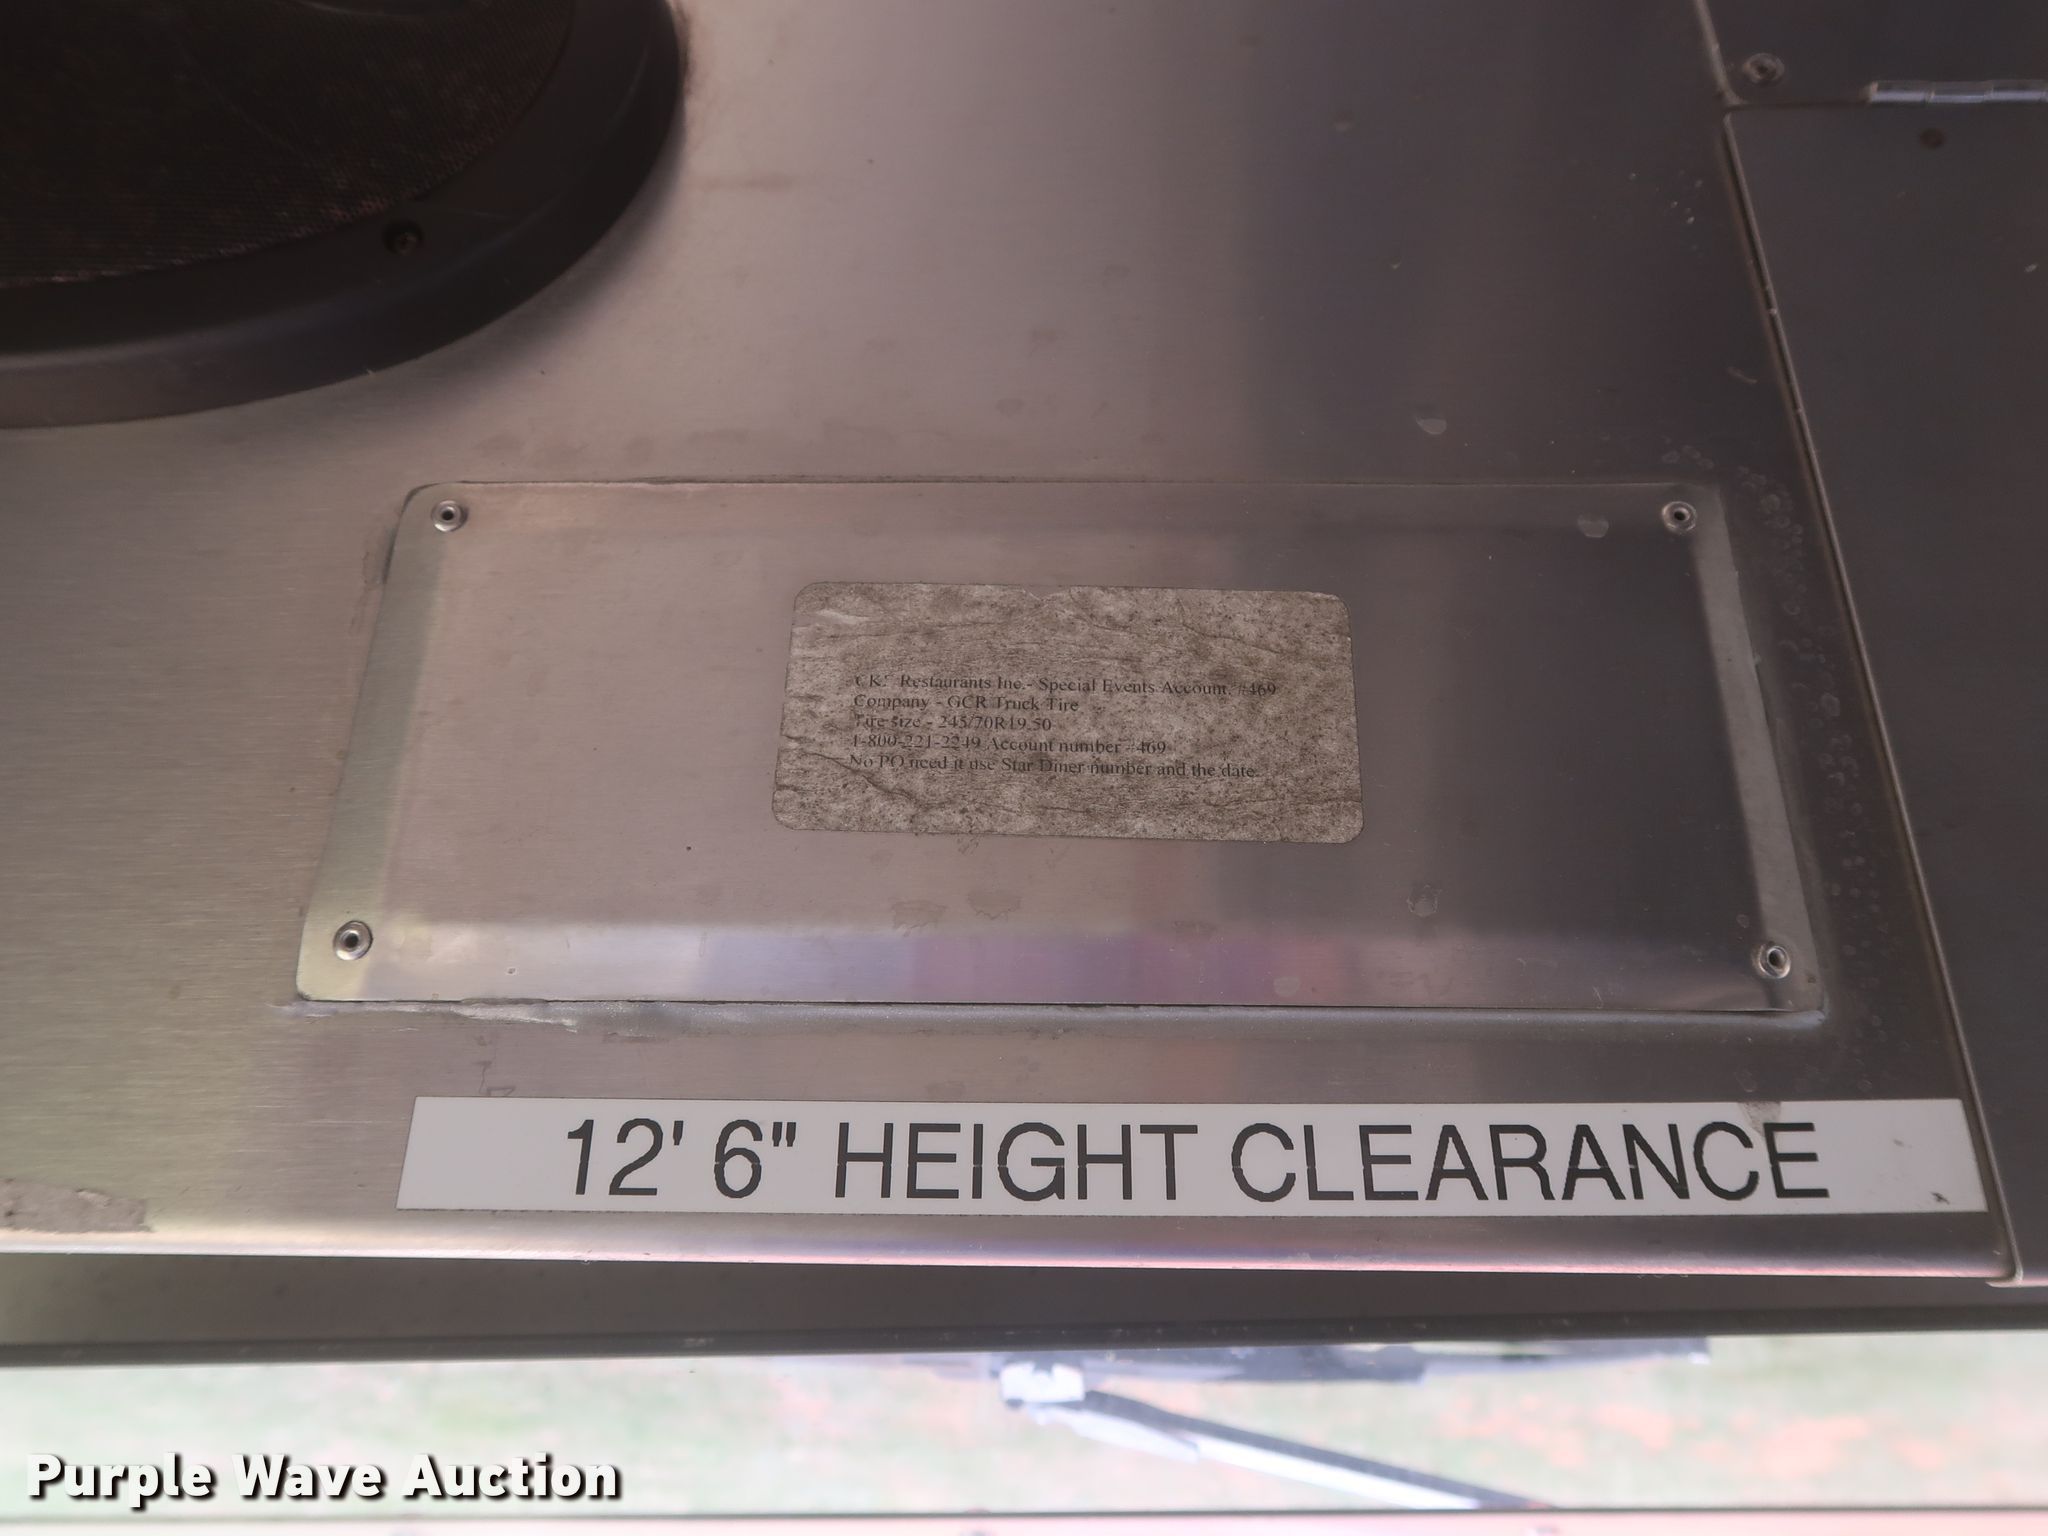 CKE Restaurants Inc.- Special Events Account. #469
Company - GCR Truck Tire
Tire size - 245/70R19.50
1-800-221-2249 Account number #469
No PO need it use Star Diner number and the date.
12' 6" HEIGHT CLEARANCE
Purple Wave Auction